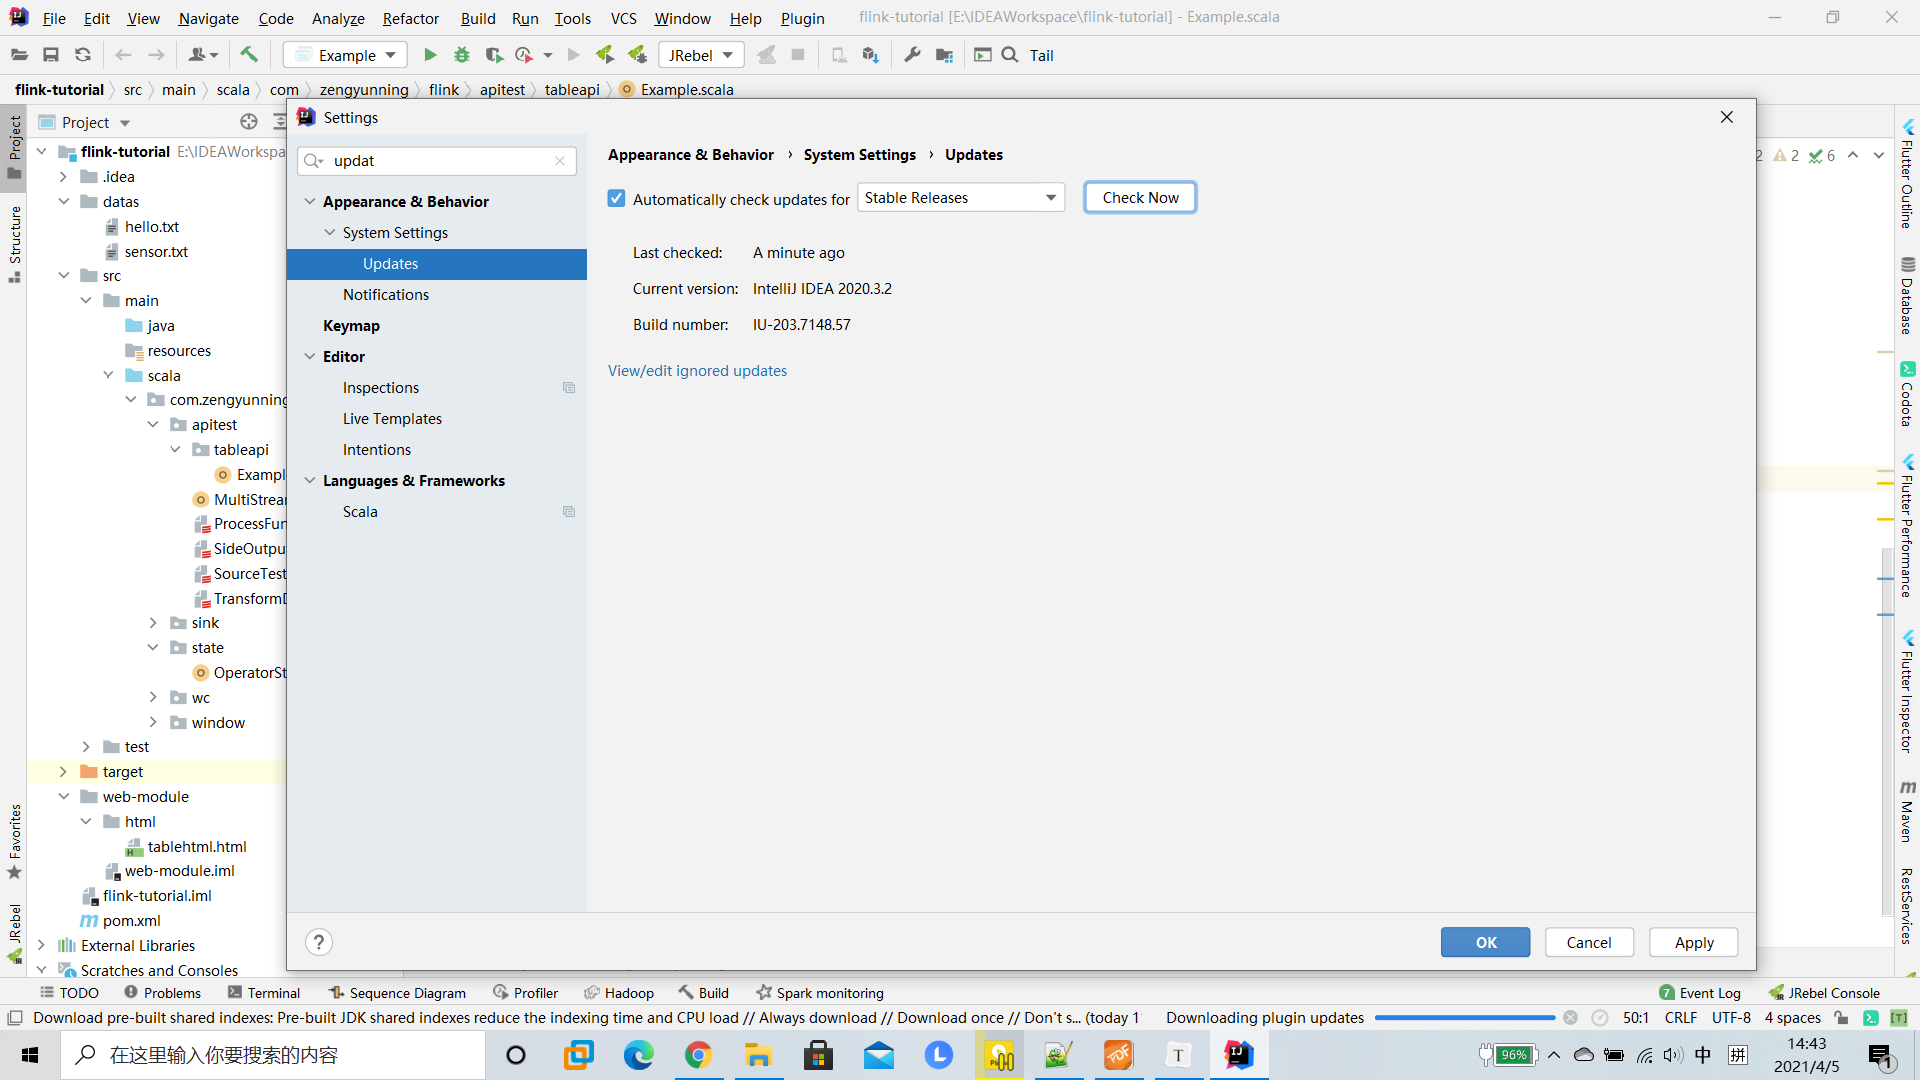 File Edit View Navigate Code Analyze Refactor Build Run Tools VCS Window Help Plugin flink-tutorial [E:\IDEAWorkspace\flink-tutorial] - Example.scala
Example JRebel Tail
flink-tutorial src main scala com zengyunning flink apitest tableapi Example.scala
Project
flink-tutorial E:\IDEAWorkspa
.idea
datas
hello.txt
sensor.txt
src
main
java
resources
scala
com.zengyunning
apitest
tableapi
Exampl
MultiStrea
ProcessFun
SideOutpu
SourceTest
TransformD
sink
state
OperatorSt
wc
window
test
target
web-module
html
tablehtml.html
web-module.iml
flink-tutorial.iml
pom.xml
External Libraries
Scratches and Consoles
Project
Structure
Favorites
JRebel
Settings
updat
Appearance & Behavior
System Settings
Updates
Notifications
Keymap
Editor
Inspections
Live Templates
Intentions
Languages & Frameworks
Scala
Appearance & Behavior › System Settings › Updates
Automatically check updates for Stable Releases Check Now
Last checked: A minute ago
Current version: IntelliJ IDEA 2020.3.2
Build number: IU-203.7148.57
View/edit ignored updates
? OK Cancel Apply
2 2 6
Flutter Outline
Database
Codota
Flutter Performance
Flutter Inspector
Maven
RestServices
TODO Problems Terminal Sequence Diagram Profiler Hadoop Build Spark monitoring 7 Event Log JRebel Console
Download pre-built shared indexes: Pre-built JDK shared indexes reduce the indexing time and CPU load // Always download // Download once // Don't s... (today 1 Downloading plugin updates 50:1 CRLF UTF-8 4 spaces [T]
在这里输入你要搜索的内容
96% 中 拼
14:43
2021/4/5
1